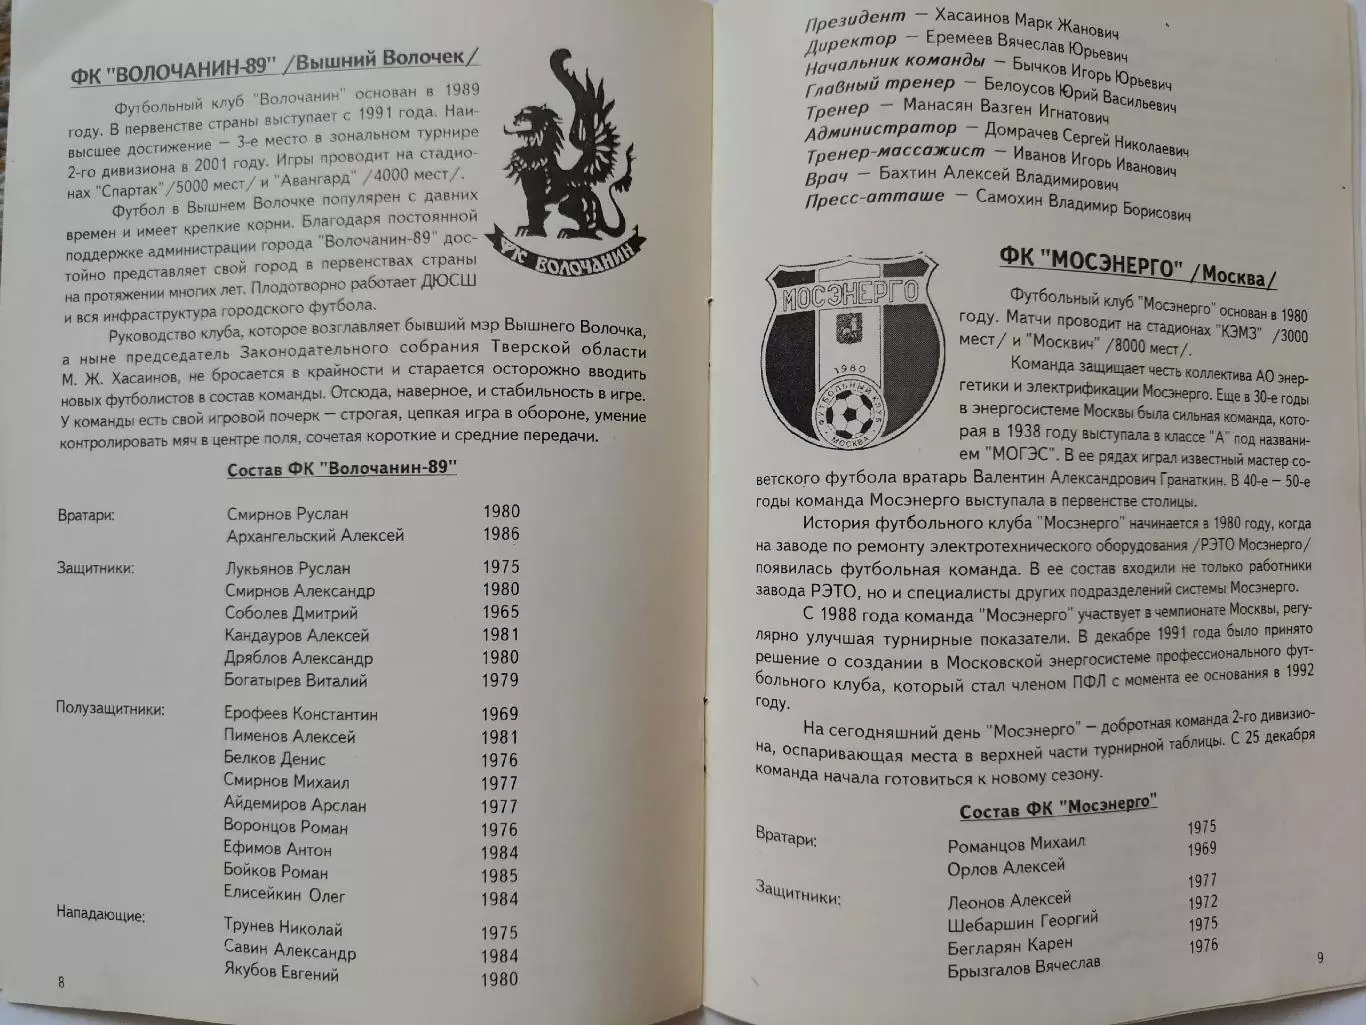 ФК "ВОЛОЧАНИН-89" /Вышний Волочек/
Футбольный клуб "Волочанин" основан в 1989
году. В первенстве страны выступает с 1991 года. Наи-
высшее достижение – 3-е место в зональном турнире
2-го дивизиона в 2001 году. Игры проводит на стадио-
нах "Спартак"/5000 мест/ и "Авангард" /4000 мест/.
Футбол в Вышнем Волочке популярен с давних
времен и имеет крепкие корни. Благодаря постоянной
поддержке администрации города "Волочанин-89" дос-
тойно представляет свой город в первенствах страны
на протяжении многих лет. Плодотворно работает ДЮСШ
и вся инфраструктура городского футбола.
Руководство клуба, которое возглавляет бывший мэр Вышнего Волочка,
а ныне председатель Законодательного собрания Тверской области
М. Ж. Хасаинов, не бросается в крайности и старается осторожно вводить
новых футболистов в состав команды. Отсюда, наверное, и стабильность в игре.
У команды есть свой игровой почерк – строгая, цепкая игра в обороне, умение
контролировать мяч в центре поля, сочетая короткие и средние передачи.
ФК ВОЛОЧАНИН
Состав ФК "Волочанин-89"
Вратари: Смирнов Руслан 1980
Архангельский Алексей 1986
Защитники: Лукьянов Руслан 1975
Смирнов Александр 1980
Соболев Дмитрий 1965
Кандауров Алексей 1981
Дряблов Александр 1980
Богатырев Виталий 1979
Полузащитники: Ерофеев Константин 1969
Пименов Алексей 1981
Белков Денис 1976
Смирнов Михаил 1977
Айдемиров Арслан 1977
Воронцов Роман 1976
Ефимов Антон 1984
Бойков Роман 1985
Елисейкин Олег 1984
Нападающие: Трунев Николай 1975
Савин Александр 1984
Якубов Евгений 1980
8
Президент – Хасаинов Марк Жанович
Директор – Еремеев Вячеслав Юрьевич
Начальник команды – Бычков Игорь Юрьевич
Главный тренер – Белоусов Юрий Васильевич
Тренер – Манасян Вазген Игнатович
Администратор – Домрачев Сергей Николаевич
Тренер-массажист – Иванов Игорь Иванович
Врач – Бахтин Алексей Владимирович
Пресс-атташе – Самохин Владимир Борисович
МОСЭНЕРГО
1980
ФУТБОЛЬНЫЙ КЛУБ
МОСКВА
ФК "МОСЭНЕРГО" /Москва/
Футбольный клуб "Мосэнерго" основан в 1980
году. Матчи проводит на стадионах "КЭМЗ" /3000
мест/ и "Москвич" /8000 мест/.
Команда защищает честь коллектива АО энер-
гетики и электрификации Мосэнерго. Еще в 30-е годы
в энергосистеме Москвы была сильная команда, кото-
рая в 1938 году выступала в классе "А" под названи-
ем "МОГЭС". В ее рядах играл известный мастер со-
ветского футбола вратарь Валентин Александрович Гранаткин. В 40-е – 50-е
годы команда Мосэнерго выступала в первенстве столицы.
История футбольного клуба "Мосэнерго" начинается в 1980 году, когда
на заводе по ремонту электротехнического оборудования /РЭТО Мосэнерго/
появилась футбольная команда. В ее состав входили не только работники
завода РЭТО, но и специалисты других подразделений системы Мосэнерго.
С 1988 года команда "Мосэнерго" участвует в чемпионате Москвы, регу-
лярно улучшая турнирные показатели. В декабре 1991 года было принято
решение о создании в Московской энергосистеме профессионального фут-
больного клуба, который стал членом ПФЛ с момента ее основания в 1992
году.
На сегодняшний день "Мосэнерго" – добротная команда 2-го дивизио-
на, оспаривающая места в верхней части турнирной таблицы. С 25 декабря
команда начала готовиться к новому сезону.
Состав ФК "Мосэнерго"
Вратари: Романцов Михаил 1975
Орлов Алексей 1969
Защитники: Леонов Алексей 1977
Шебаршин Георгий 1972
Бегларян Карен 1975
Брызгалов Вячеслав 1976
9